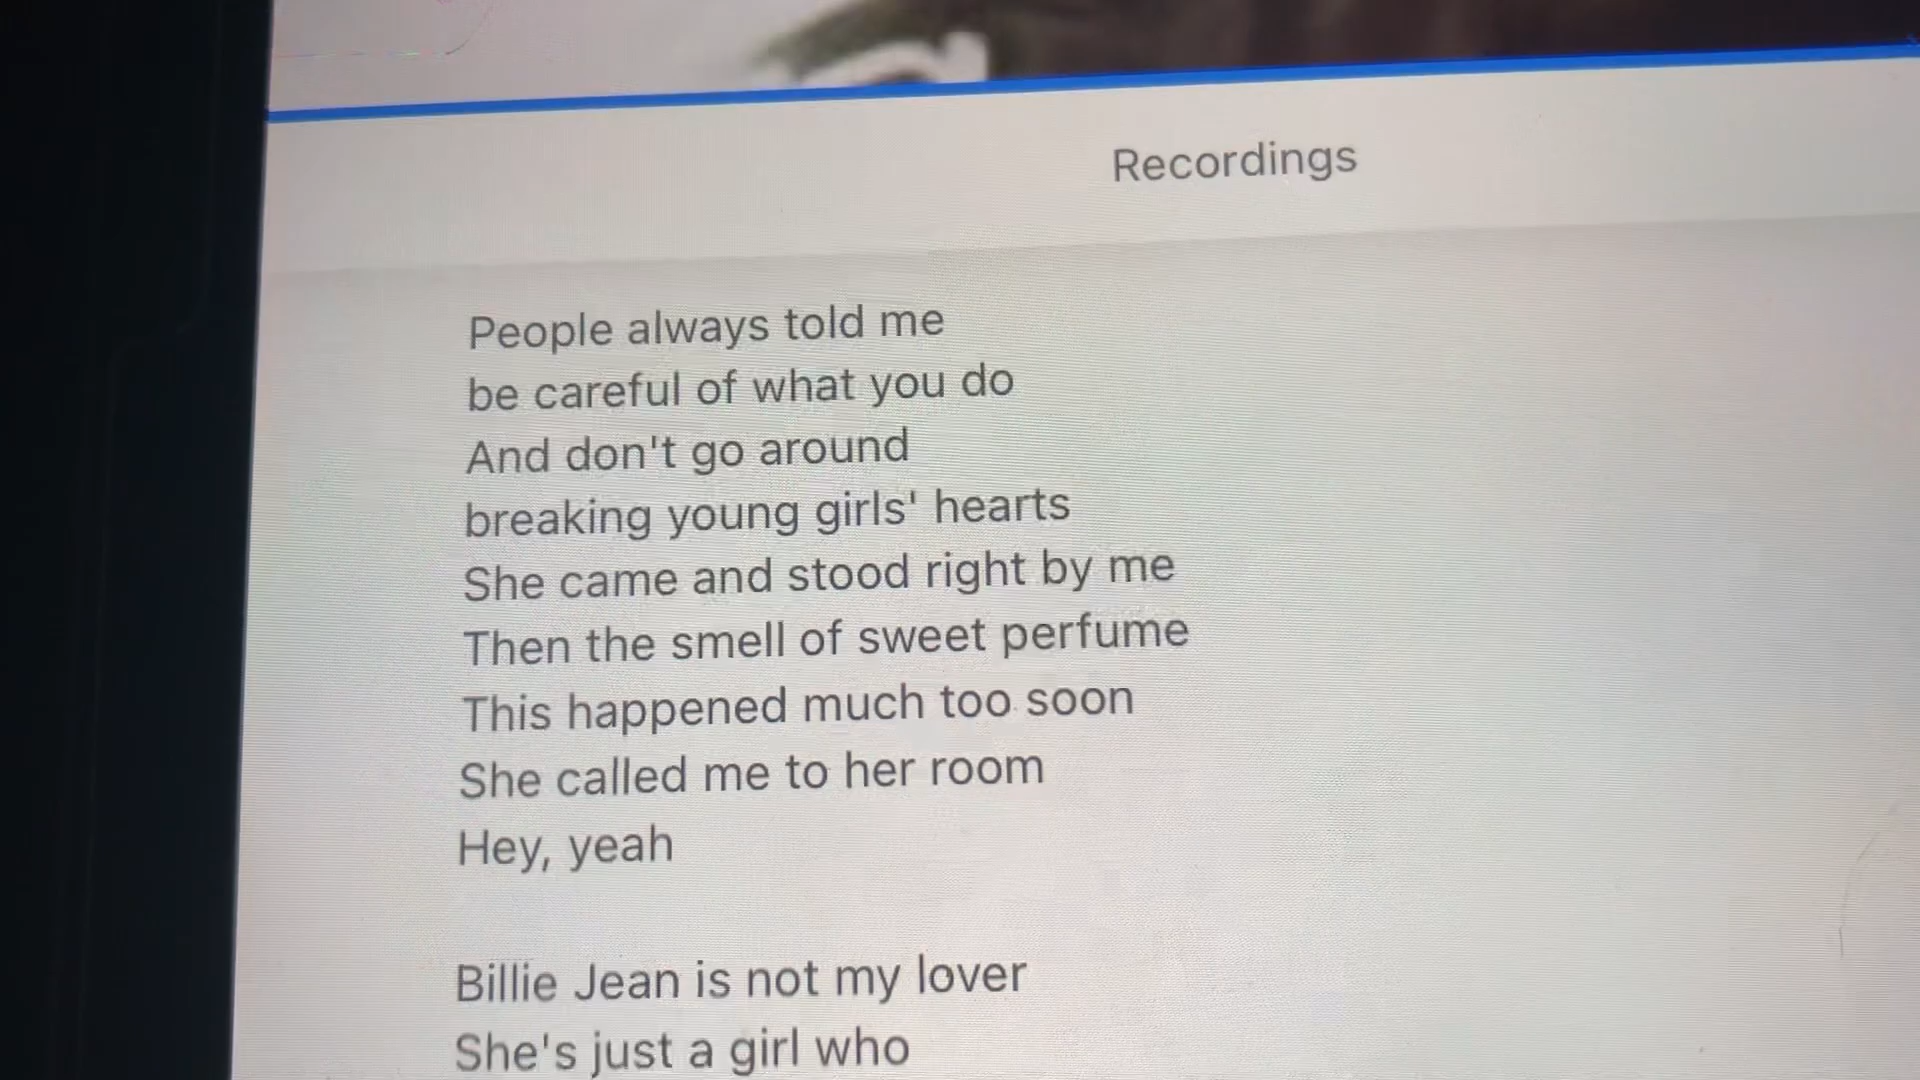 Recordings
People always told me
be careful of what you do
And don't go around
breaking young girls' hearts
She came and stood right by me
Then the smell of sweet perfume
This happened much too soon
She called me to her room
Hey, yeah
Billie Jean is not my lover
She's just a girl who